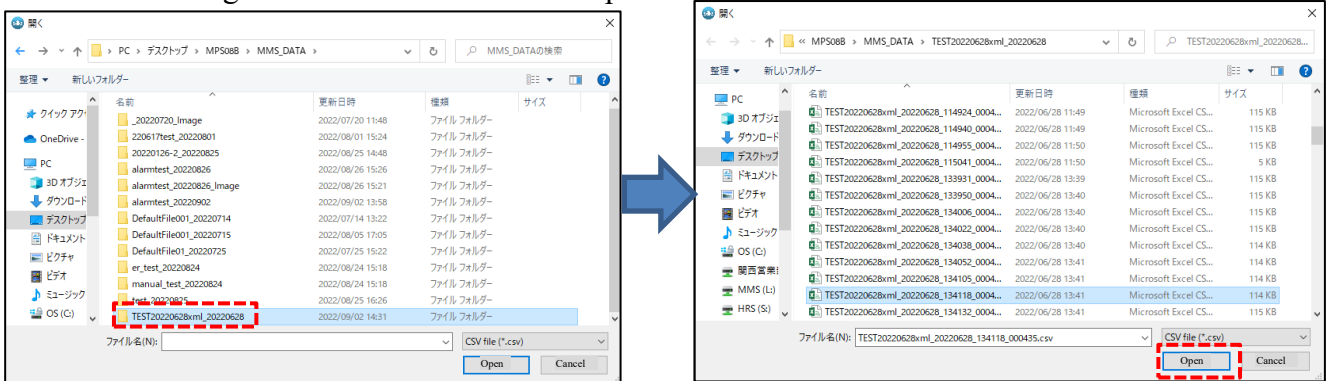 開く
PC › デスクトップ › MPS08B › MMS_DATA ›
MMS_DATAの検索
整理 ▾ 新しいフォルダー
名前 更新日時 種類 サイズ
クイック アク
OneDrive -
PC
3D オブジェ
ダウンロード
デスクトップ
ドキュメント
ピクチャ
ビデオ
ミュージック
OS (C:)
_20220720_Image 2022/07/20 11:48 ファイル フォルダー
220617test_20220801 2022/08/01 15:24 ファイル フォルダー
20220126-2_20220825 2022/08/25 14:48 ファイル フォルダー
alarmtest_20220826 2022/08/26 15:26 ファイル フォルダー
alarmtest_20220826_Image 2022/08/26 15:21 ファイル フォルダー
alarmtest_20220902 2022/09/02 13:58 ファイル フォルダー
DefaultFile001_20220714 2022/07/14 13:22 ファイル フォルダー
DefaultFile001_20220715 2022/08/05 17:05 ファイル フォルダー
DefaultFile01_20220725 2022/07/25 15:22 ファイル フォルダー
er_test_20220824 2022/08/24 15:18 ファイル フォルダー
manual_test_20220824 2022/08/24 15:18 ファイル フォルダー
test_20220825 2022/08/25 16:26 ファイル フォルダー
TEST20220628xml_20220628 2022/09/02 14:31 ファイル フォルダー
ファイル名(N):
CSV file (*.csv)
Open Cancel
開く
« MPS08B › MMS_DATA › TEST20220628xml_20220628
TEST20220628xml_20220628...
整理 ▾ 新しいフォルダー
名前 更新日時 種類 サイズ
PC
3D オブジェ
ダウンロード
デスクトップ
ドキュメント
ピクチャ
ビデオ
ミュージック
OS (C:)
関西営業
MMS (L:)
HRS (S:)
TEST20220628xml_20220628_114924_0004... 2022/06/28 11:49 Microsoft Excel CS... 115 KB
TEST20220628xml_20220628_114940_0004... 2022/06/28 11:49 Microsoft Excel CS... 115 KB
TEST20220628xml_20220628_114955_0004... 2022/06/28 11:50 Microsoft Excel CS... 115 KB
TEST20220628xml_20220628_115041_0004... 2022/06/28 11:50 Microsoft Excel CS... 5 KB
TEST20220628xml_20220628_133931_0004... 2022/06/28 13:39 Microsoft Excel CS... 115 KB
TEST20220628xml_20220628_133950_0004... 2022/06/28 13:40 Microsoft Excel CS... 115 KB
TEST20220628xml_20220628_134006_0004... 2022/06/28 13:40 Microsoft Excel CS... 115 KB
TEST20220628xml_20220628_134022_0004... 2022/06/28 13:40 Microsoft Excel CS... 115 KB
TEST20220628xml_20220628_134038_0004... 2022/06/28 13:40 Microsoft Excel CS... 114 KB
TEST20220628xml_20220628_134052_0004... 2022/06/28 13:41 Microsoft Excel CS... 114 KB
TEST20220628xml_20220628_134105_0004... 2022/06/28 13:41 Microsoft Excel CS... 114 KB
TEST20220628xml_20220628_134118_0004... 2022/06/28 13:41 Microsoft Excel CS... 114 KB
TEST20220628xml_20220628_134132_0004... 2022/06/28 13:41 Microsoft Excel CS... 114 KB
ファイル名(N): TEST20220628xml_20220628_134118_000435.csv
CSV file (*.csv)
Open Cancel